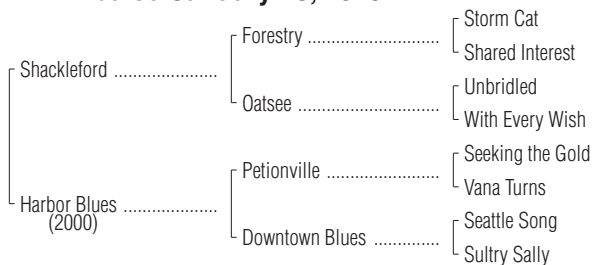 Storm Cat
Forestry ..............................
Shared Interest
Shackleford .......................
Unbridled
Oatsee ................................
With Every Wish
Seeking the Gold
Petionville .........................
Vana Turns
Harbor Blues .....................
(2000)
Seattle Song
Downtown Blues ..............
Sultry Sally